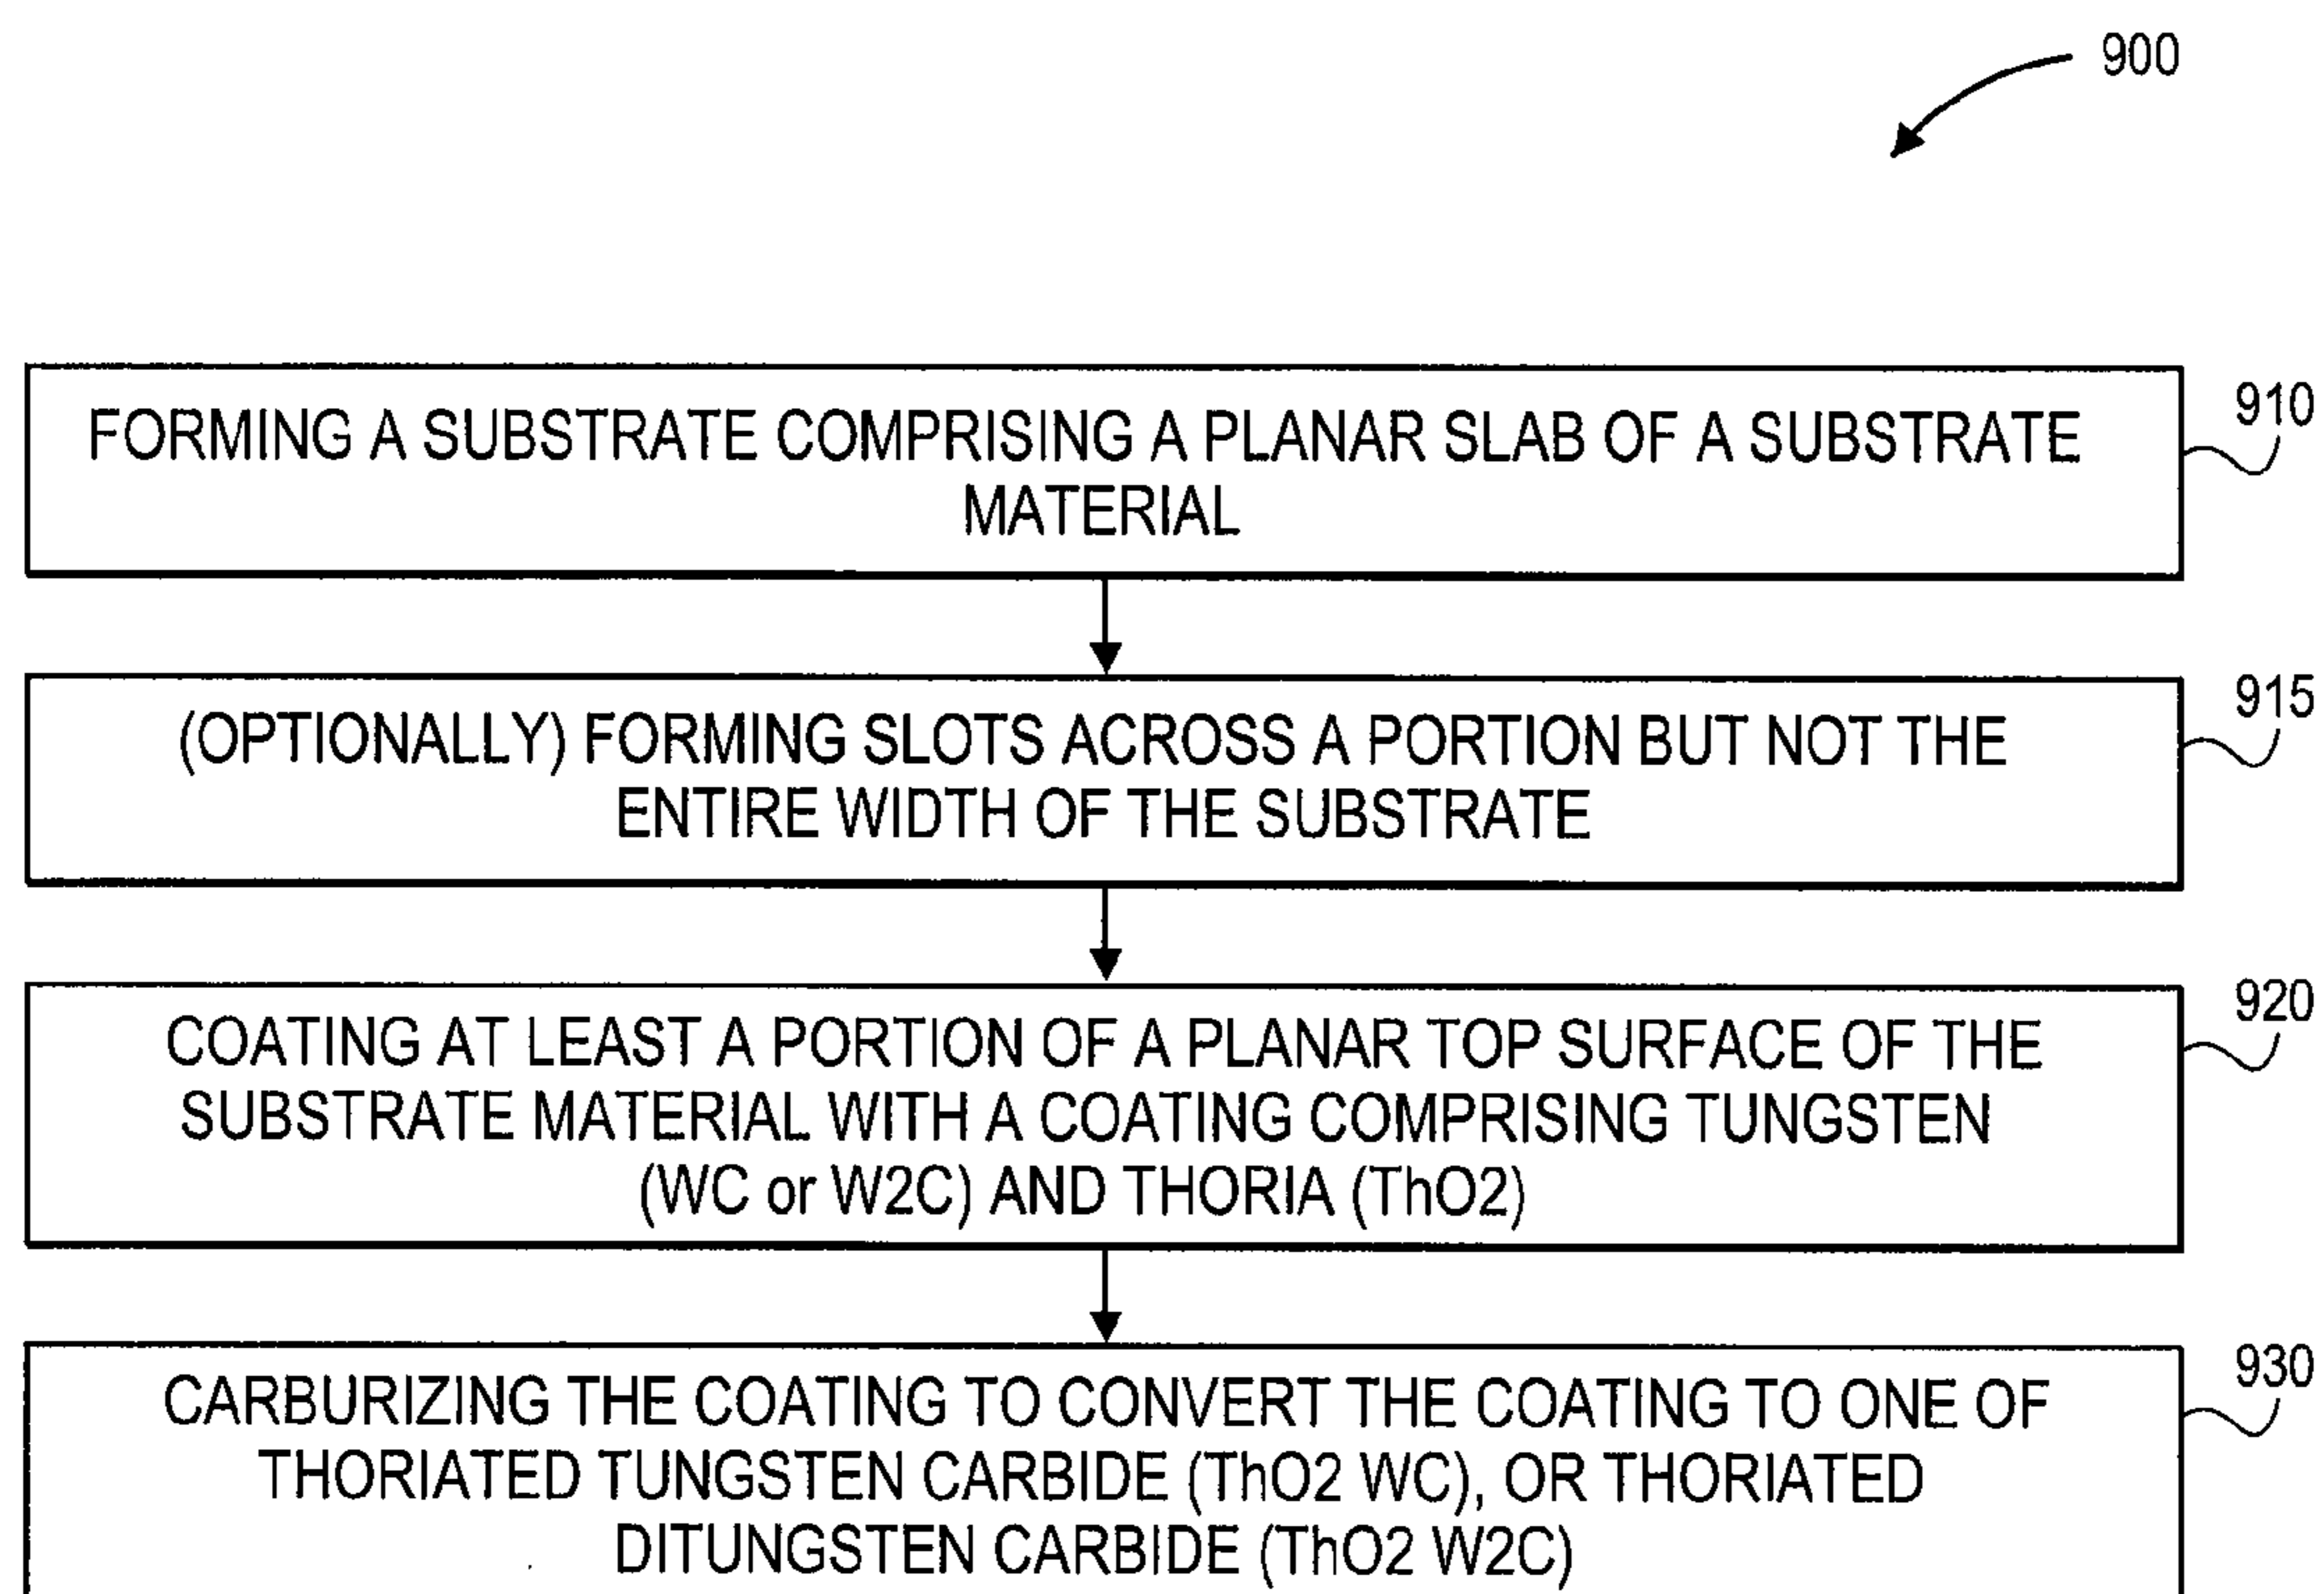 900
FORMING A SUBSTRATE COMPRISING A PLANAR SLAB OF A SUBSTRATE
MATERIAL
910
(OPTIONALLY) FORMING SLOTS ACROSS A PORTION BUT NOT THE
ENTIRE WIDTH OF THE SUBSTRATE
915
COATING AT LEAST A PORTION OF A PLANAR TOP SURFACE OF THE
SUBSTRATE MATERIAL WITH A COATING COMPRISING TUNGSTEN
(WC or W2C) AND THORIA (ThO2)
920
CARBURIZING THE COATING TO CONVERT THE COATING TO ONE OF
THORIATED TUNGSTEN CARBIDE (ThO2 WC), OR THORIATED
DITUNGSTEN CARBIDE (ThO2 W2C)
930